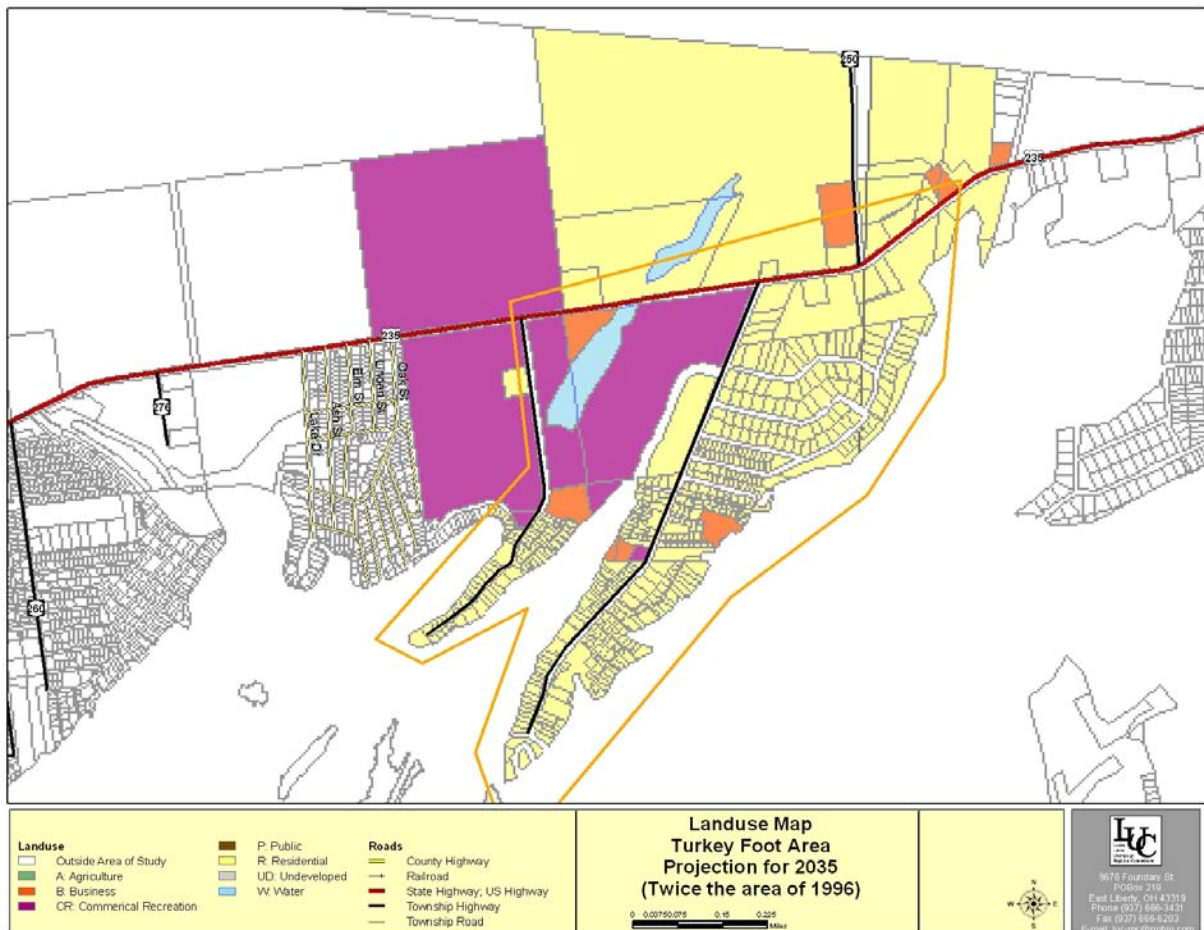 250
235
235
276
Lake Dr
Ash St
Elm St
Linden St
Oak St
260
Landuse
Outside Area of Study
A: Agriculture
B: Business
CR: Commerical Recreation
P: Public
R: Residential
UD: Undeveloped
W: Water
Roads
County Highway
Railroad
State Highway; US Highway
Township Highway
Township Road
Landuse Map
Turkey Foot Area
Projection for 2035
(Twice the area of 1996)
0 0.0375 0.075 0.15 0.225
Miles
N
W E
S
LUC
9676 Foundry St
POBox 219
East Liberty, OH 43319
Phone (937) 666-3431
Fax (937) 666-6203